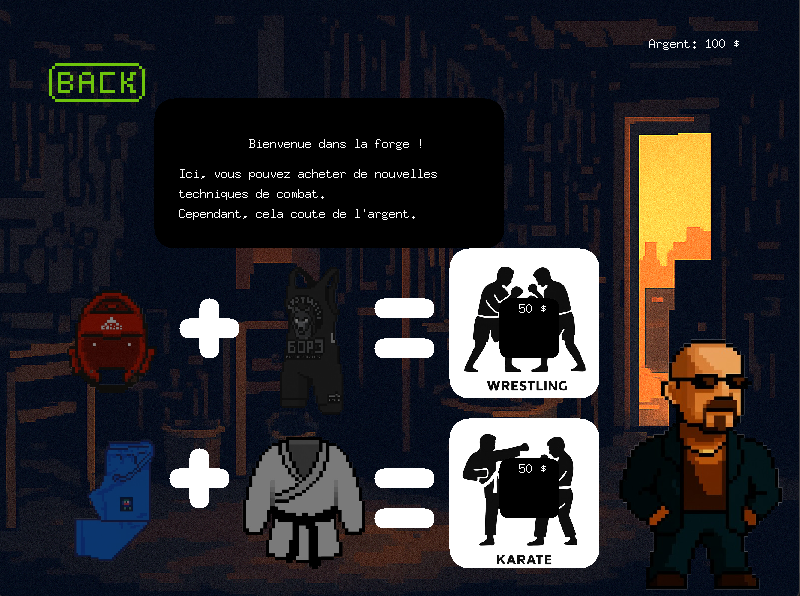 Argent: 100 $
BACK
Bienvenue dans la forge !
Ici, vous pouvez acheter de nouvelles
techniques de combat.
Cependant, cela coute de l'argent.
50 $
БОРЗ
WRESTLING
50 $
KARATE